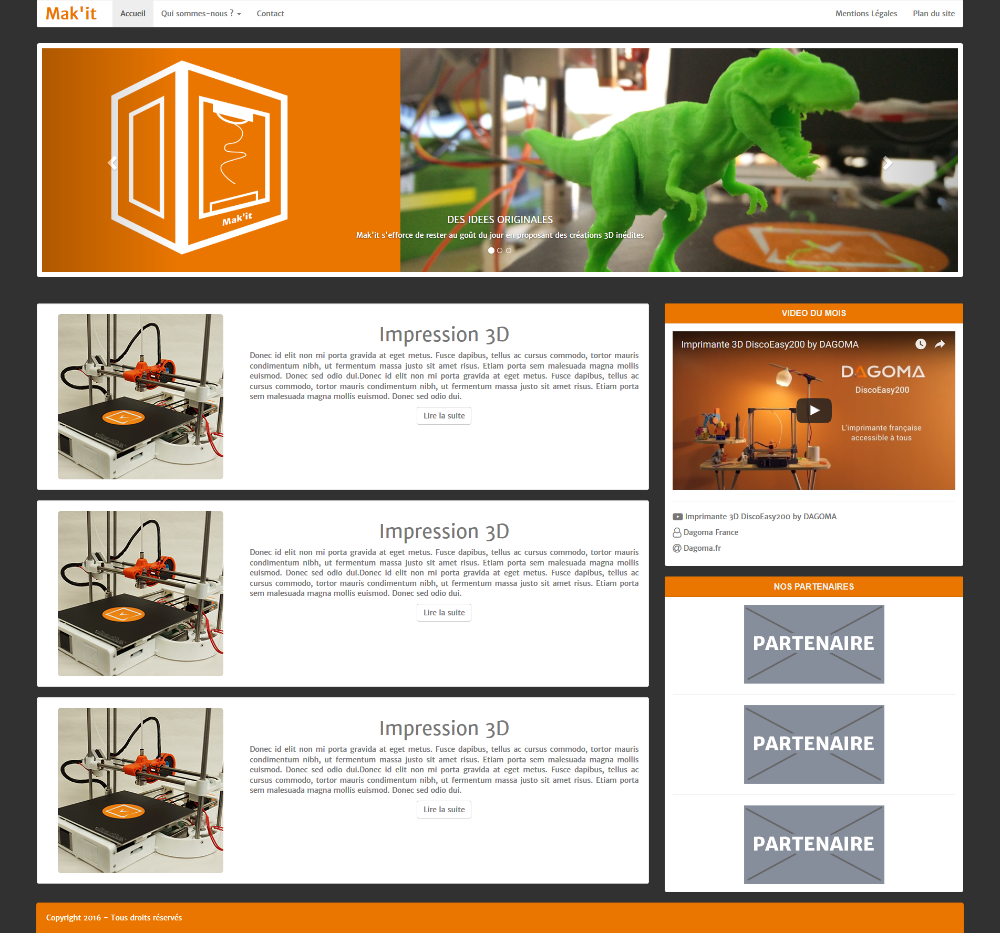 Mak'it
Accueil
Qui sommes-nous ?
Contact
Mentions Légales
Plan du site
Mak'it
DES IDEES ORIGINALES
Mak'it s'efforce de rester au goût du jour en proposant des créations 3D inédites
Impression 3D
Donec id elit non mi porta gravida at eget metus. Fusce dapibus, tellus ac cursus commodo, tortor mauris
condimentum nibh, ut fermentum massa justo sit amet risus. Etiam porta sem malesuada magna mollis
euismod. Donec sed odio dui.Donec id elit non mi porta gravida at eget metus. Fusce dapibus, tellus ac
cursus commodo, tortor mauris condimentum nibh, ut fermentum massa justo sit amet risus. Etiam porta
sem malesuada magna mollis euismod. Donec sed odio dui.
Lire la suite
Impression 3D
Donec id elit non mi porta gravida at eget metus. Fusce dapibus, tellus ac cursus commodo, tortor mauris
condimentum nibh, ut fermentum massa justo sit amet risus. Etiam porta sem malesuada magna mollis
euismod. Donec sed odio dui.Donec id elit non mi porta gravida at eget metus. Fusce dapibus, tellus ac
cursus commodo, tortor mauris condimentum nibh, ut fermentum massa justo sit amet risus. Etiam porta
sem malesuada magna mollis euismod. Donec sed odio dui.
Lire la suite
Impression 3D
Donec id elit non mi porta gravida at eget metus. Fusce dapibus, tellus ac cursus commodo, tortor mauris
condimentum nibh, ut fermentum massa justo sit amet risus. Etiam porta sem malesuada magna mollis
euismod. Donec sed odio dui.Donec id elit non mi porta gravida at eget metus. Fusce dapibus, tellus ac
cursus commodo, tortor mauris condimentum nibh, ut fermentum massa justo sit amet risus. Etiam porta
sem malesuada magna mollis euismod. Donec sed odio dui.
Lire la suite
VIDEO DU MOIS
Imprimante 3D DiscoEasy200 by DAGOMA
DAGOMA
DiscoEasy200
L'imprimante française
accessible à tous
Imprimante 3D DiscoEasy200 by DAGOMA
Dagoma France
Dagoma.fr
NOS PARTENAIRES
PARTENAIRE
PARTENAIRE
PARTENAIRE
Copyright 2016 - Tous droits réservés